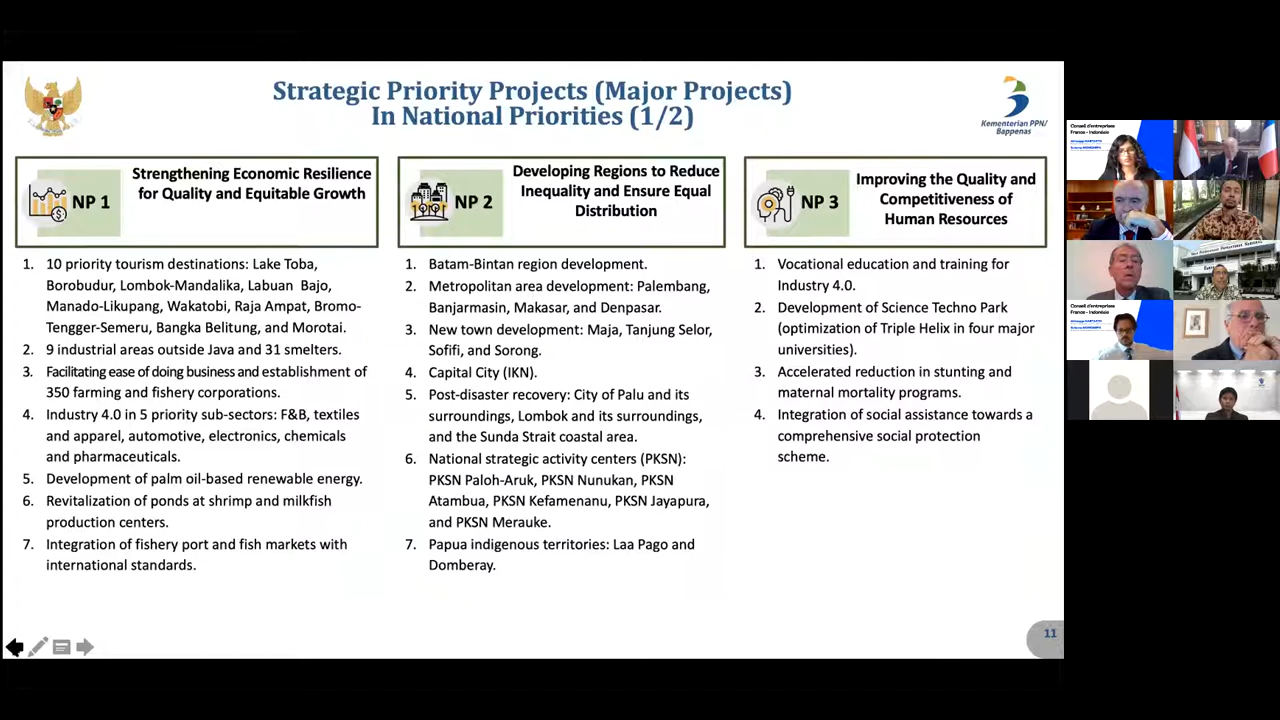 Strategic Priority Projects (Major Projects)
In National Priorities (1/2)
Kementerian PPN/
Bappenas
NP 1
Strengthening Economic Resilience
for Quality and Equitable Growth
1. 10 priority tourism destinations: Lake Toba,
Borobudur, Lombok-Mandalika, Labuan Bajo,
Manado-Likupang, Wakatobi, Raja Ampat, Bromo-
Tengger-Semeru, Bangka Belitung, and Morotai.
2. 9 industrial areas outside Java and 31 smelters.
3. Facilitating ease of doing business and establishment of
350 farming and fishery corporations.
4. Industry 4.0 in 5 priority sub-sectors: F&B, textiles
and apparel, automotive, electronics, chemicals
and pharmaceuticals.
5. Development of palm oil-based renewable energy.
6. Revitalization of ponds at shrimp and milkfish
production centers.
7. Integration of fishery port and fish markets with
international standards.
NP 2
Developing Regions to Reduce
Inequality and Ensure Equal
Distribution
1. Batam-Bintan region development.
2. Metropolitan area development: Palembang,
Banjarmasin, Makasar, and Denpasar.
3. New town development: Maja, Tanjung Selor,
Sofifi, and Sorong.
4. Capital City (IKN).
5. Post-disaster recovery: City of Palu and its
surroundings, Lombok and its surroundings,
and the Sunda Strait coastal area.
6. National strategic activity centers (PKSN):
PKSN Paloh-Aruk, PKSN Nunukan, PKSN
Atambua, PKSN Kefamenanu, PKSN Jayapura,
and PKSN Merauke.
7. Papua indigenous territories: Laa Pago and
Domberay.
NP 3
Improving the Quality and
Competitiveness of
Human Resources
1. Vocational education and training for
Industry 4.0.
2. Development of Science Techno Park
(optimization of Triple Helix in four major
universities).
3. Accelerated reduction in stunting and
maternal mortality programs.
4. Integration of social assistance towards a
comprehensive social protection
scheme.
11
Conseil d'entreprises
France - Indonésie